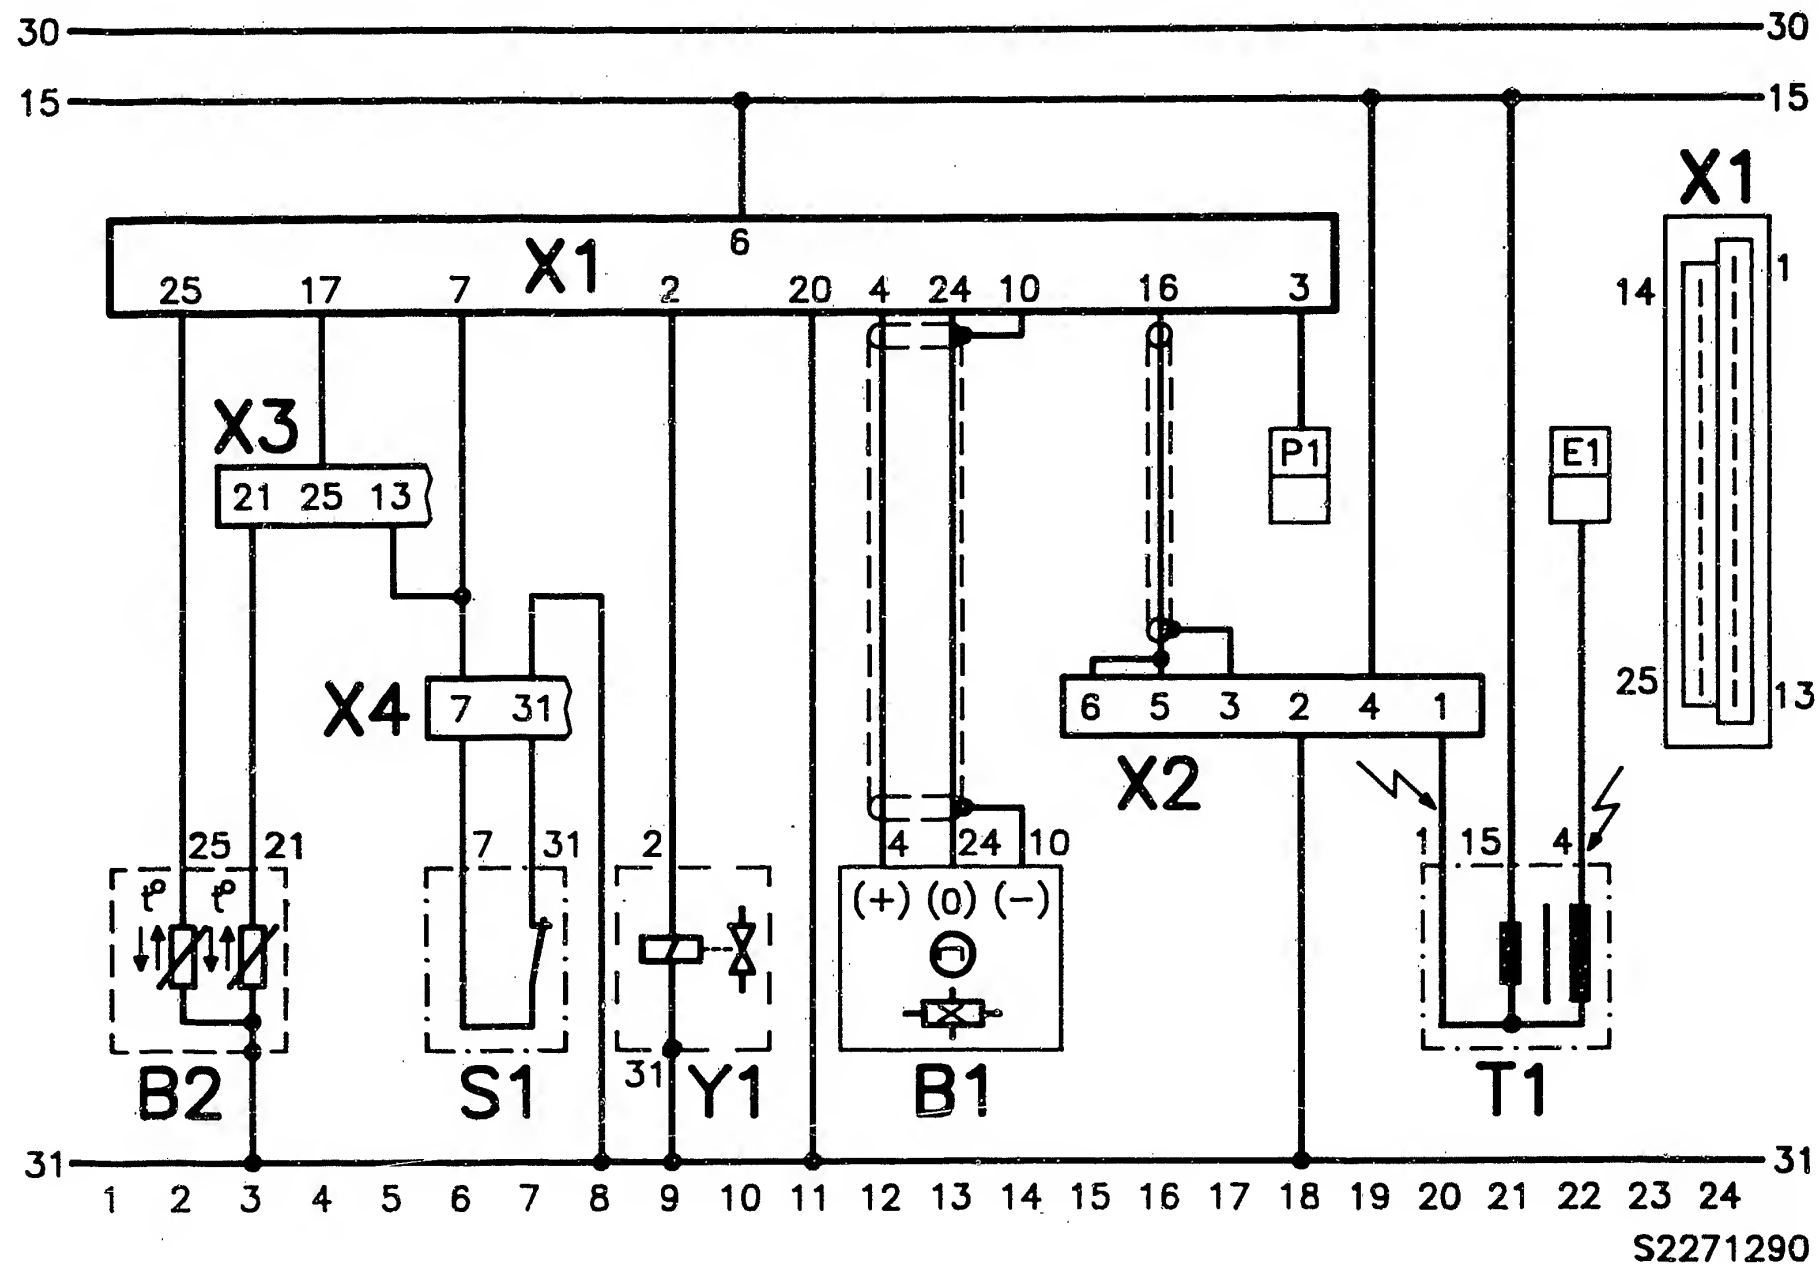 30 30
15 15
X1
6
X1
25 17 7 2 20 4 24 10 16 3
14 1
X3
P1 E1
21 25 13
25 13
X4 7 31
6 5 3 2 4 1
X2
25 21 7 31 2 4 24 10 1 15 4
t° t° (+) (0) (-)
31
B2 S1 Y1 B1 T1
31 31
1 2 3 4 5 6 7 8 9 10 11 12 13 14 15 16 17 18 19 20 21 22 23 24
S2271290